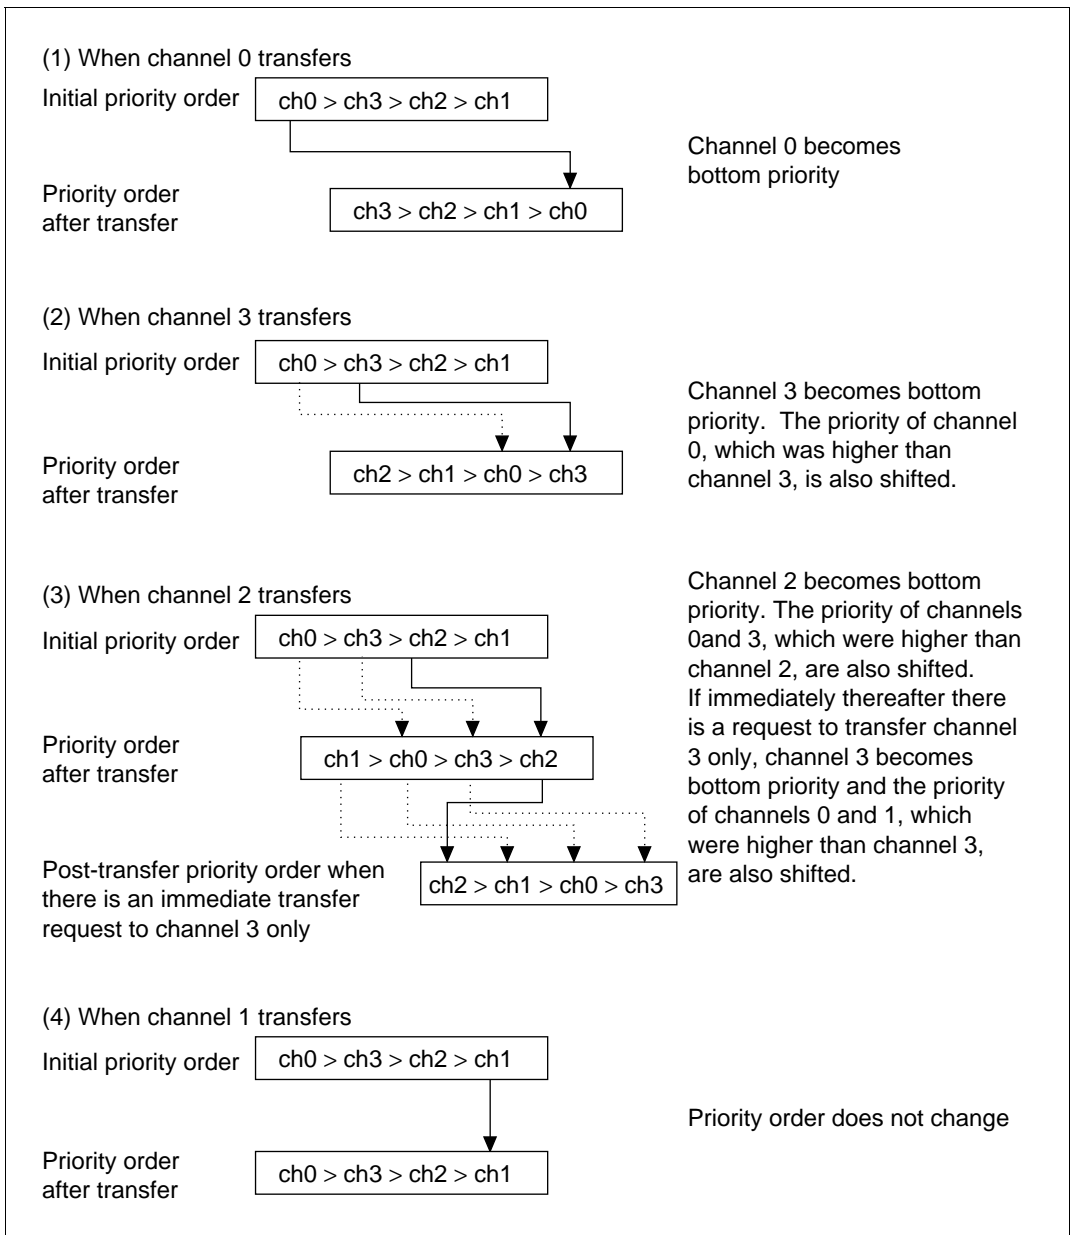 (1) When channel 0 transfers
Initial priority order
ch0 > ch3 > ch2 > ch1
Channel 0 becomes
bottom priority
Priority order
after transfer
ch3 > ch2 > ch1 > ch0
(2) When channel 3 transfers
Initial priority order
ch0 > ch3 > ch2 > ch1
Channel 3 becomes bottom
priority.  The priority of channel
0, which was higher than
channel 3, is also shifted.
Priority order
after transfer
ch2 > ch1 > ch0 > ch3
(3) When channel 2 transfers
Initial priority order
ch0 > ch3 > ch2 > ch1
Channel 2 becomes bottom
priority. The priority of channels
0and 3, which were higher than
channel 2, are also shifted.
If immediately thereafter there
is a request to transfer channel
3 only, channel 3 becomes
bottom priority and the priority
of channels 0 and 1, which
were higher than channel 3,
are also shifted.
Priority order
after transfer
ch1 > ch0 > ch3 > ch2
Post-transfer priority order when
there is an immediate transfer
request to channel 3 only
ch2 > ch1 > ch0 > ch3
(4) When channel 1 transfers
Initial priority order
ch0 > ch3 > ch2 > ch1
Priority order does not change
Priority order
after transfer
ch0 > ch3 > ch2 > ch1